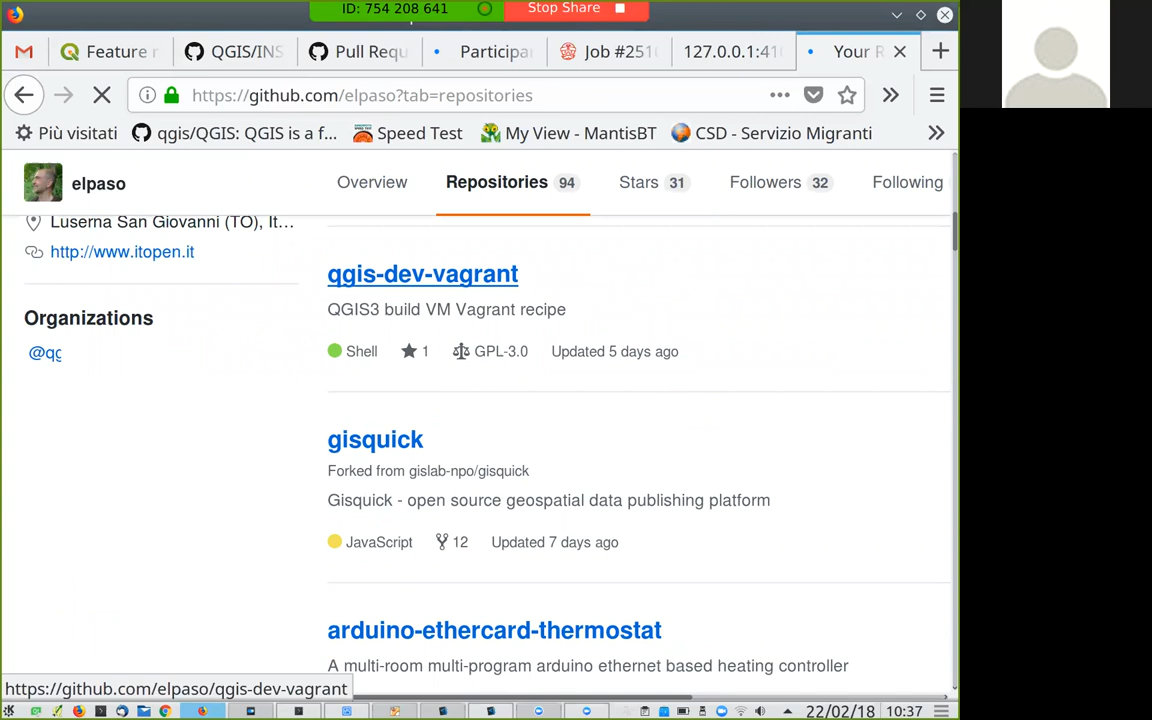 ID: 754 208 641 Stop Share
Feature r QGIS/INS Pull Requ Participa Job #251 127.0.0.1:41 Your R
https://github.com/elpaso?tab=repositories
Più visitati qgis/QGIS: QGIS is a f... Speed Test My View - MantisBT CSD - Servizio Migranti
elpaso Overview Repositories 94 Stars 31 Followers 32 Following
Luserna San Giovanni (TO), It...
http://www.itopen.it
Organizations
@qg
qgis-dev-vagrant
QGIS3 build VM Vagrant recipe
Shell 1 GPL-3.0 Updated 5 days ago
gisquick
Forked from gislab-npo/gisquick
Gisquick - open source geospatial data publishing platform
JavaScript 12 Updated 7 days ago
arduino-ethercard-thermostat
A multi-room multi-program arduino ethernet based heating controller
https://github.com/elpaso/qgis-dev-vagrant
22/02/18 10:37